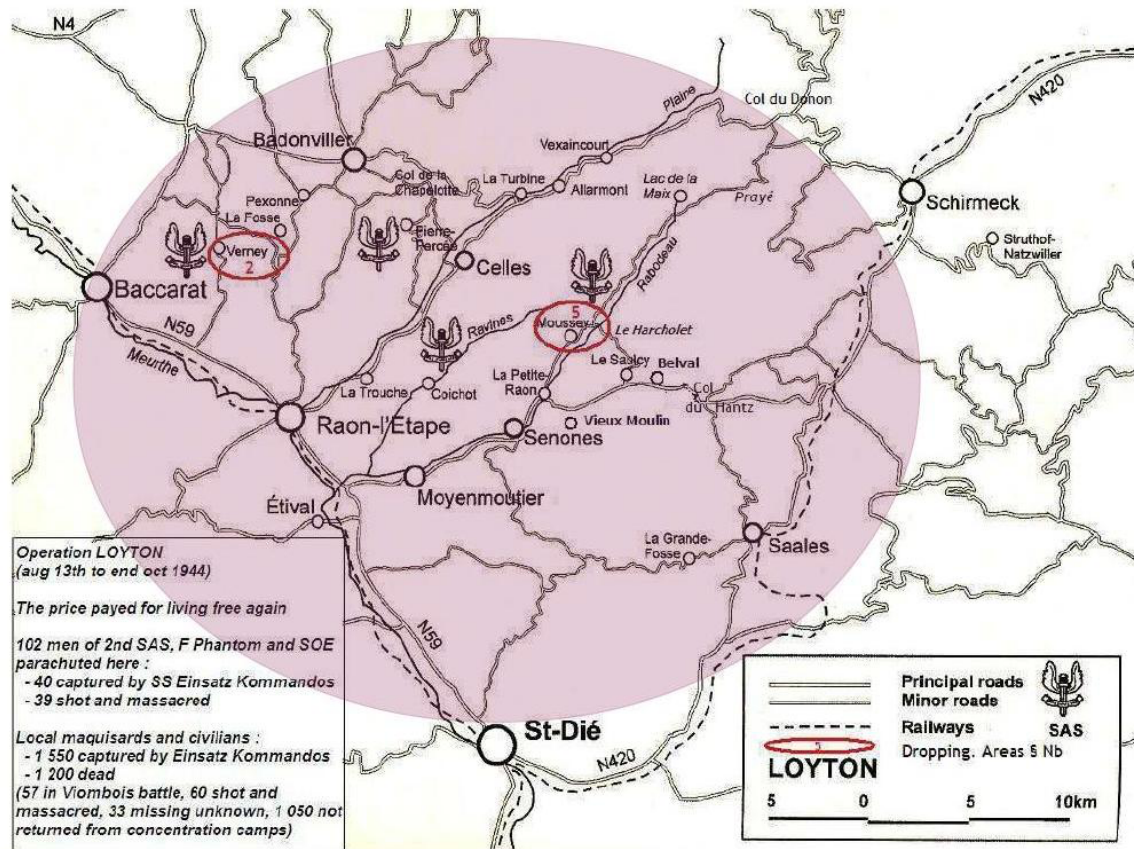 N4
N420
Col du Donon
Plaine
Badonviller
Vexaincourt
Col de la
Chapelotte
La Turbine
Allarmont
Lac de la
Maix
Prayé
Schirmeck
Pexonne
La Fosse
Pierre-
Percée
Struthof-
Natzwiller
Verney
2
Celles
Rabodeau
Baccarat
5
Moussey
Le Harcholet
N59
Ravines
Meurthe
Le Saulcy
Belval
La Petite-
Raon
La Trouche
Coichot
Col
du Hantz
Raon-l'Etape
Vieux Moulin
Senones
Moyenmoutier
Étival
La Grande-
Fosse
Saales
Operation LOYTON
(aug 13th to end oct 1944)
The price payed for living free again
102 men of 2nd SAS, F Phantom and SOE
parachuted here :
- 40 captured by SS Einsatz Kommandos
- 39 shot and massacred
Local maquisards and civilians :
- 1 550 captured by Einsatz Kommandos
- 1 200 dead
(57 in Viombois battle, 60 shot and
massacred, 33 missing unknown, 1 050 not
returned from concentration camps)
N59
St-Dié
N420
Principal roads
Minor roads
Railways
SAS
Dropping. Areas § Nb
LOYTON
5 0 5 10km